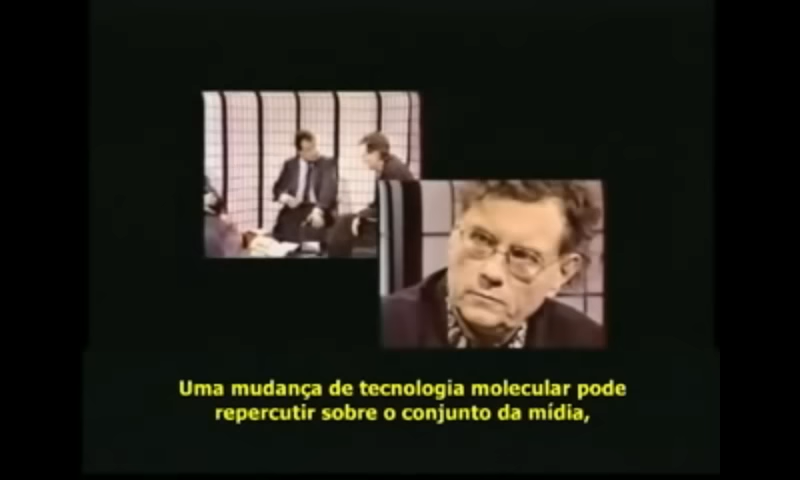 Uma mudança de tecnologia molecular pode
repercutir sobre o conjunto da mídia,